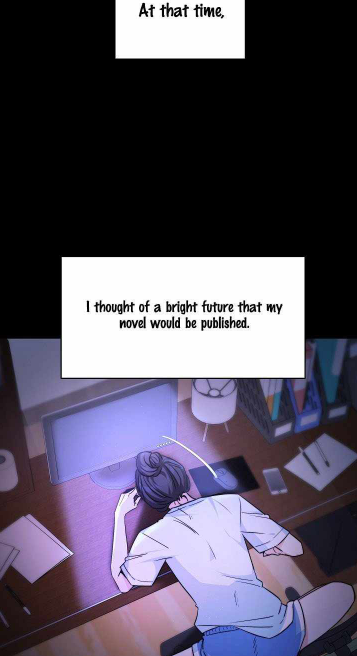 At that time,
I thought of a bright future that my
novel would be published.